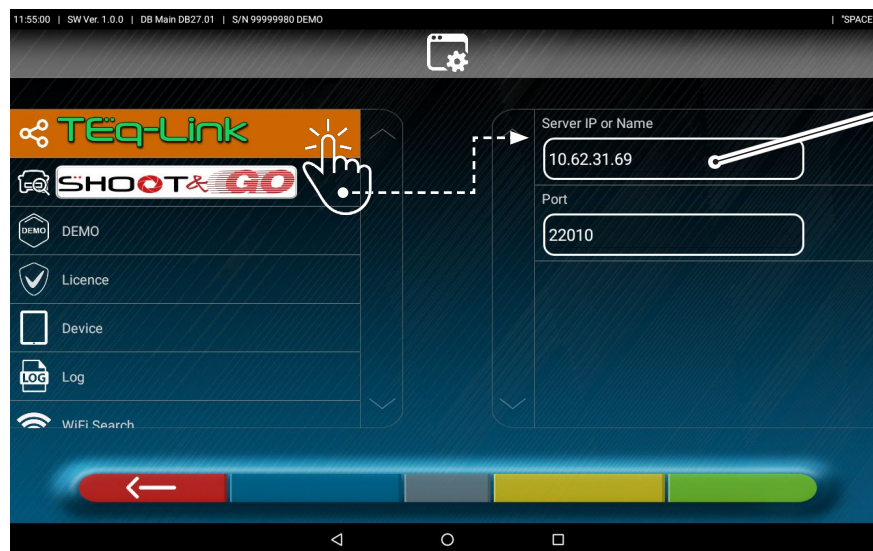 11:55:00 | SW Ver. 1.0.0 | DB Main DB27.01 | S/N 99999980 DEMO | "SPACE
TEq-Link
SHOOT& GO
DEMO DEMO
Licence
Device
LOG Log
WiFi Search
Server IP or Name
10.62.31.69
Port
22010